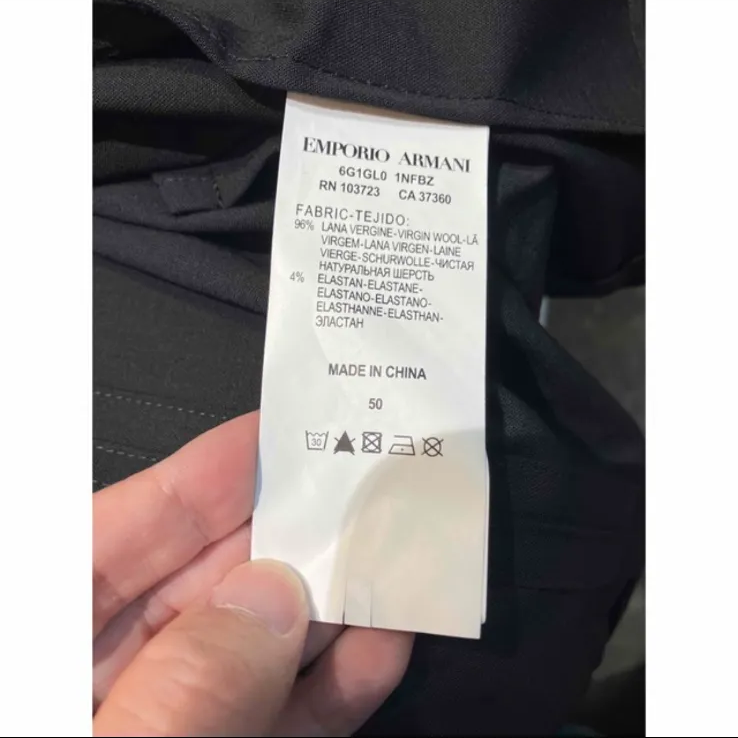 EMPORIO ARMANI
6G1GL0 1NFBZ
RN 103723 CA 37360
FABRIC-TEJIDO:
96% LANA VERGINE-VIRGIN WOOL-LÃ
VIRGEM-LANA VIRGEN-LAINE
VIERGE-SCHURWOLLE-ЧИСТАЯ
НАТУРАЛЬНАЯ ШЕРСТЬ
4% ELASTAN-ELASTANE-
ELASTANO-ELASTANO-
ELASTHANNE-ELASTHAN-
ЭЛАСТАН
MADE IN CHINA
50
30